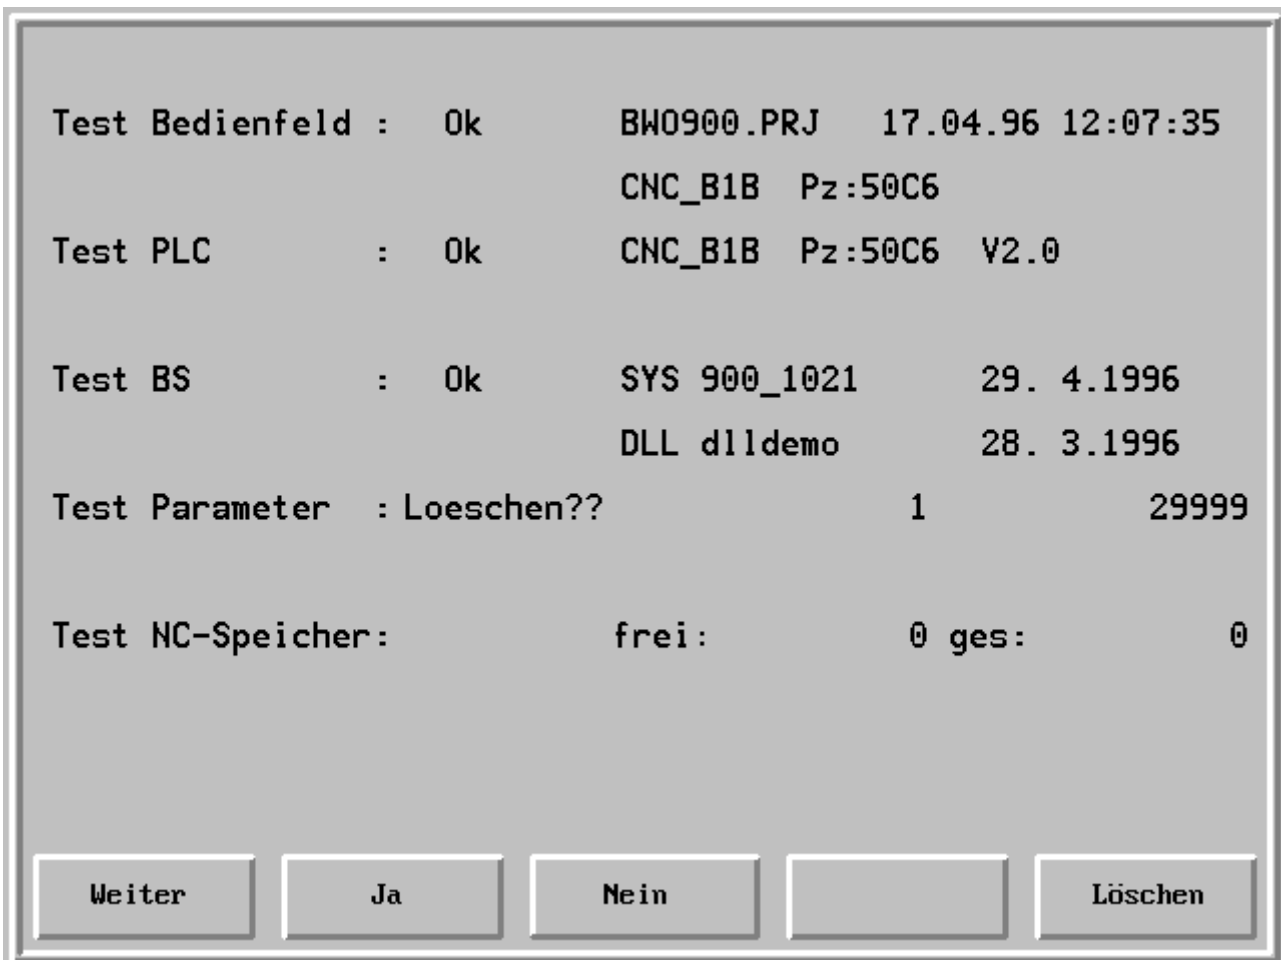 Test Bedienfeld : Ok BWO900.PRJ 17.04.96 12:07:35
CNC_B1B Pz:50C6
Test PLC : Ok CNC_B1B Pz:50C6 V2.0
Test BS : Ok SYS 900_1021 29. 4.1996
DLL dlldemo 28. 3.1996
Test Parameter : Loeschen?? 1 29999
Test NC-Speicher: frei: 0 ges: 0
Weiter Ja Nein Löschen